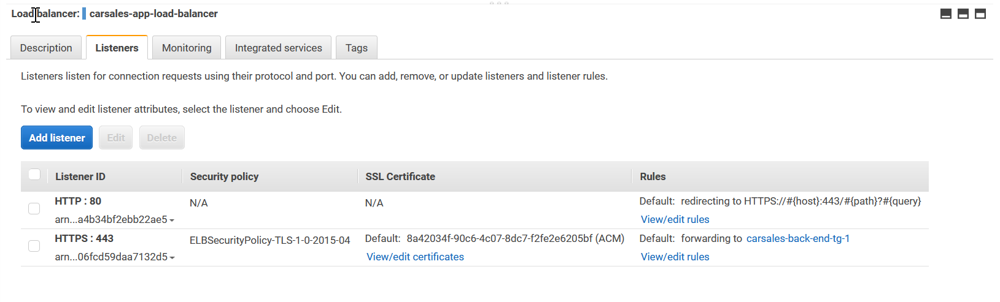 Load balancer: carsales-app-load-balancer
Description Listeners Monitoring Integrated services Tags
Listeners listen for connection requests using their protocol and port. You can add, remove, or update listeners and listener rules.
To view and edit listener attributes, select the listener and choose Edit.
Add listener Edit Delete
Listener ID Security policy SSL Certificate Rules
HTTP : 80 N/A N/A Default: redirecting to HTTPS://#{host}:443/#{path}?#{query}
arn...a4b34bf2ebb22ae5 View/edit rules
HTTPS : 443 ELBSecurityPolicy-TLS-1-0-2015-04 Default: 8a42034f-90c6-4c07-8dc7-f2fe2e6205bf (ACM) Default: forwarding to carsales-back-end-tg-1
arn...06fcd59daa7132d5 View/edit certificates View/edit rules